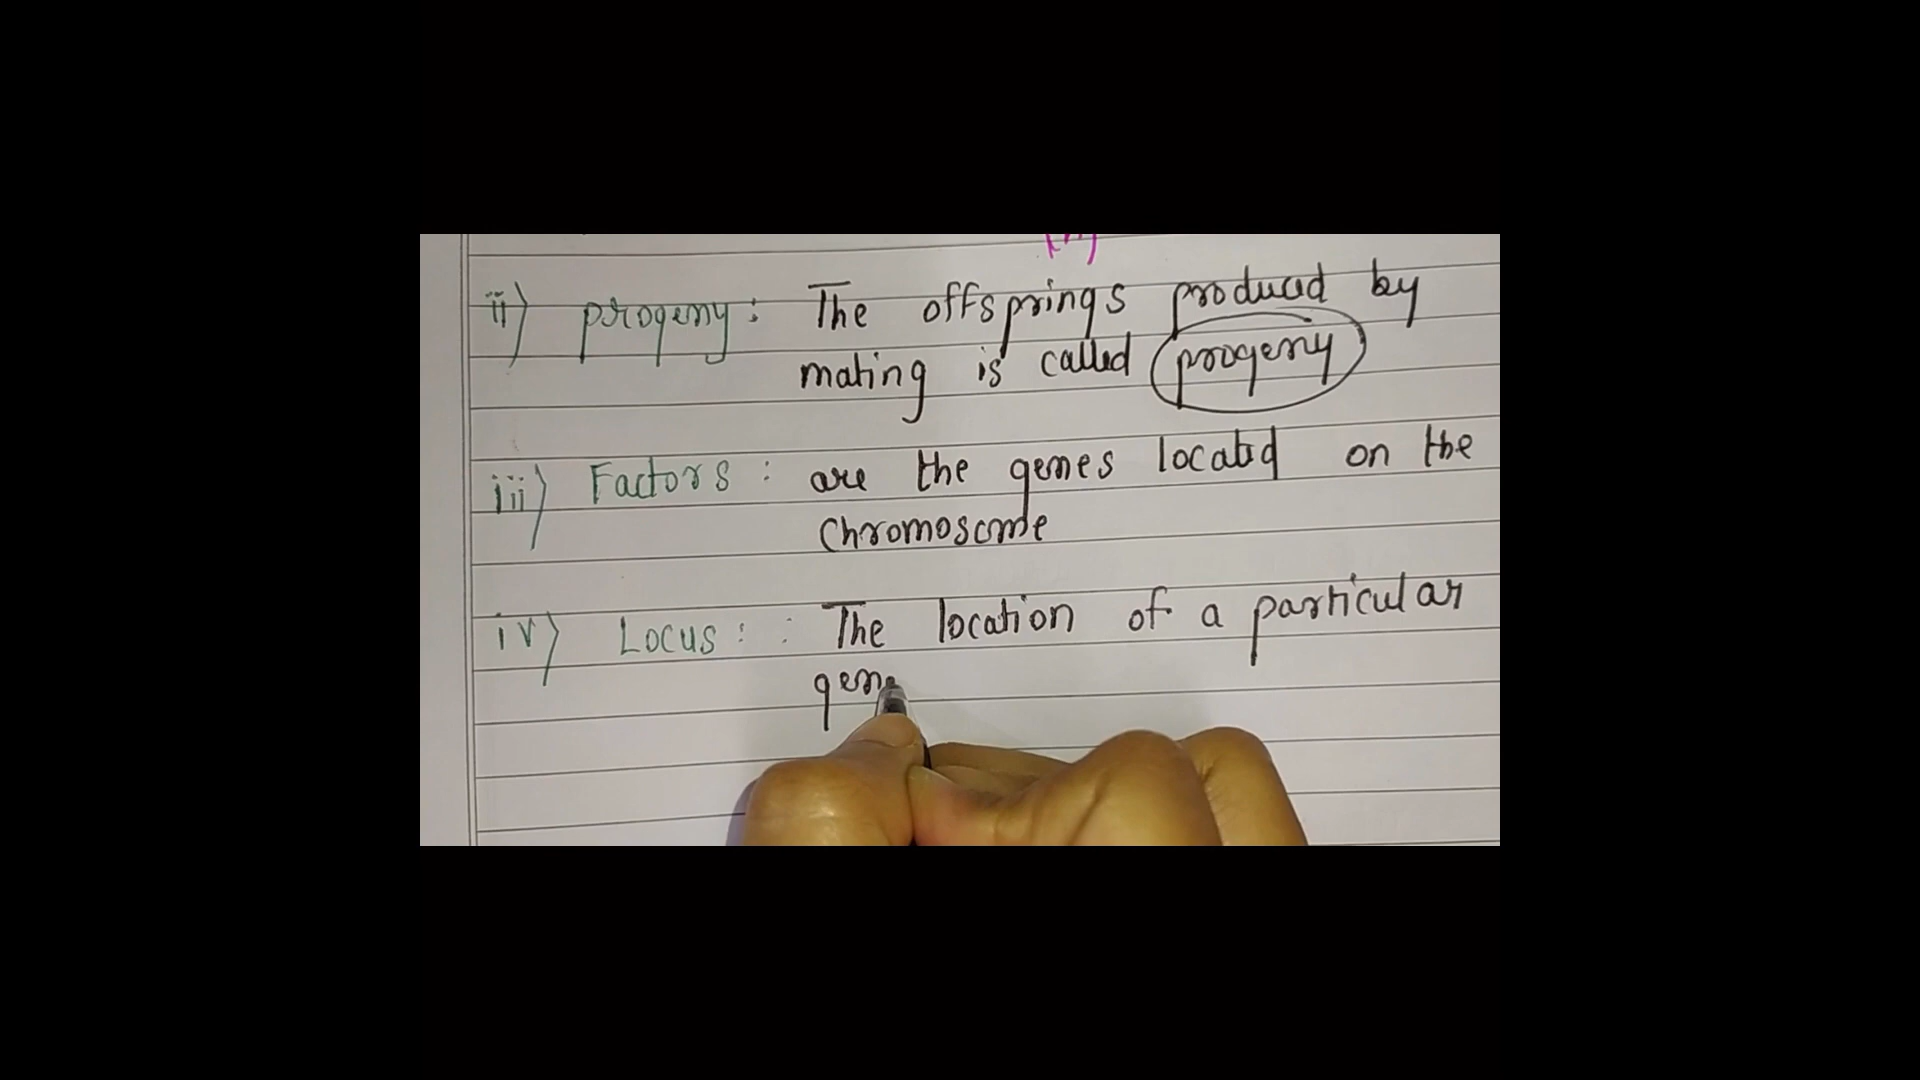 ii) progeny: The offsprings produced by
mating is called progeny
iii) Factors: are the genes located on the
chromosome
iv) Locus: : The location of a particular
gene